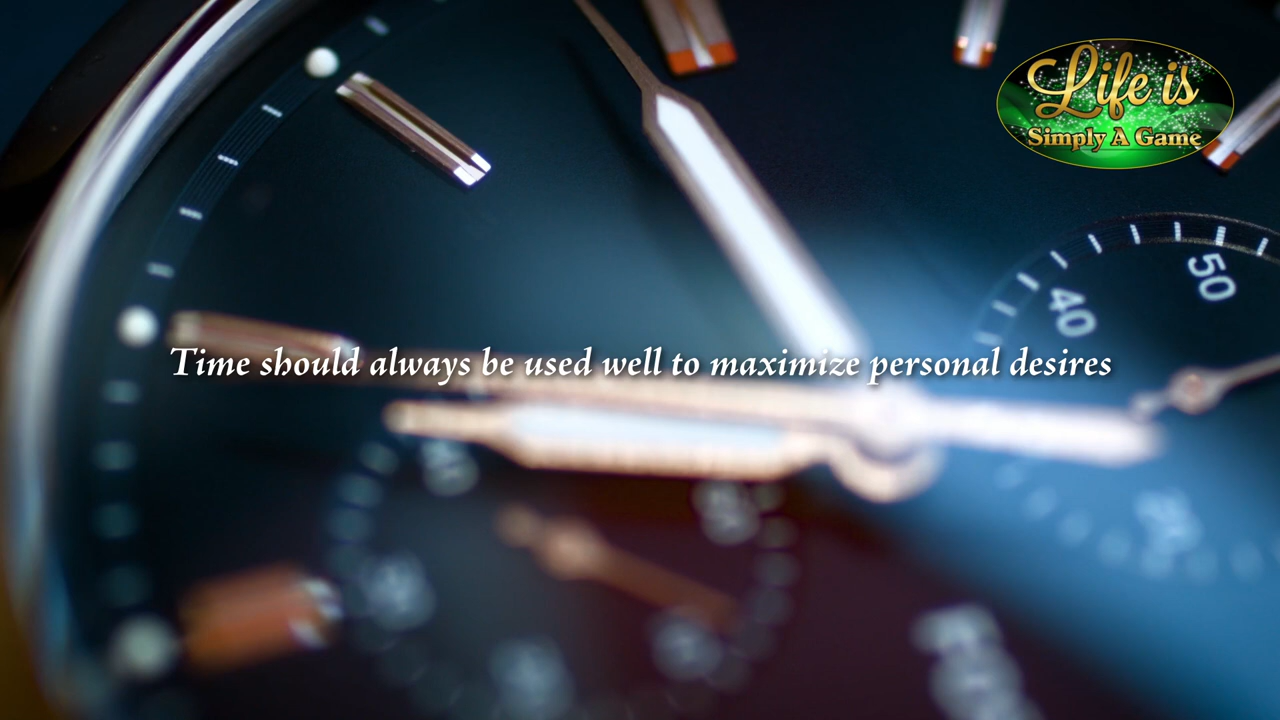 Life is
Simply A Game
50
40
Time should always be used well to maximize personal desires